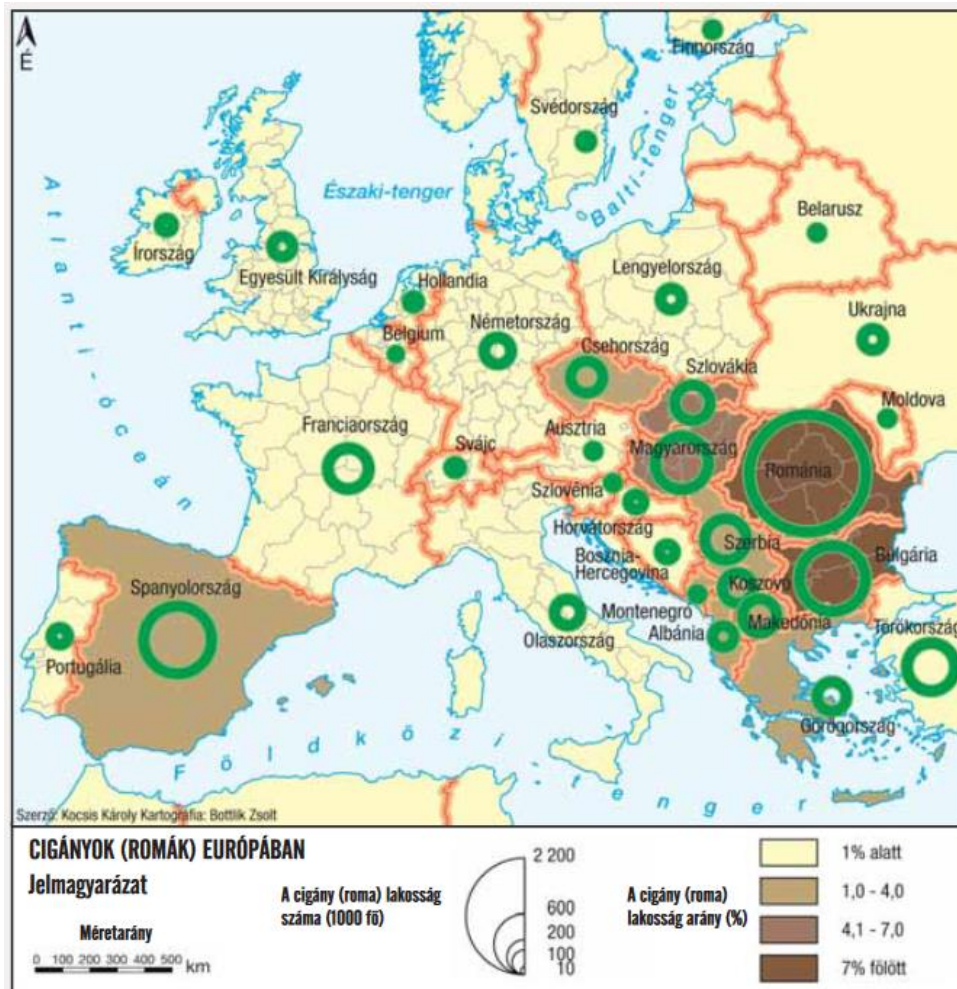 É
Finnország
Svédország
Balti-tenger
Északi-tenger
Atlanti-óceán
Írország
Egyesült Királyság
Belarusz
Hollandia
Lengyelország
Németország
Ukrajna
Belgium
Csehország
Szlovákia
Moldova
Franciaország
Svájc
Ausztria
Magyarország
Románia
Szlovénia
Horvátország
Bosznia-
Hercegovina
Szerbia
Bulgária
Koszovó
Spanyolország
Montenegró
Makedónia
Albánia
Törökország
Olaszország
Portugália
Görögország
Földközi-tenger
Szerző: Kocsis Károly Kartográfia: Bottlik Zsolt
CIGÁNYOK (ROMÁK) EURÓPÁBAN
Jelmagyarázat
Méretarány
0 100 200 300 400 500 km
A cigány (roma) lakosság
száma (1000 fő)
2 200
600
200
100
10
A cigány (roma)
lakosság arány (%)
1% alatt
1,0 - 4,0
4,1 - 7,0
7% fölött